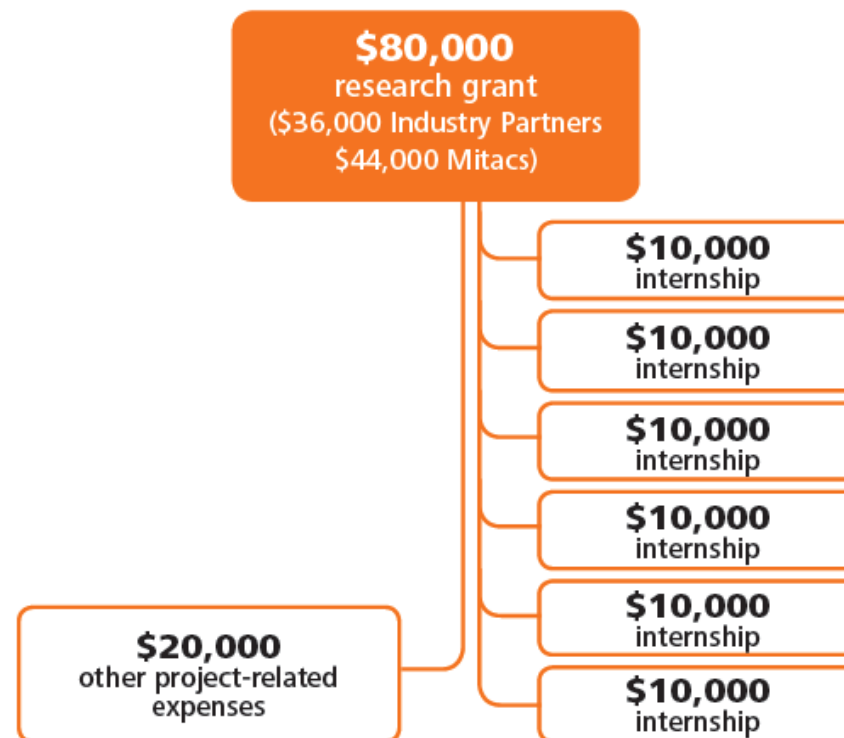 $80,000
research grant
($36,000 Industry Partners
$44,000 Mitacs)
$10,000
internship
$10,000
internship
$10,000
internship
$10,000
internship
$10,000
internship
$10,000
internship
$20,000
other project-related
expenses